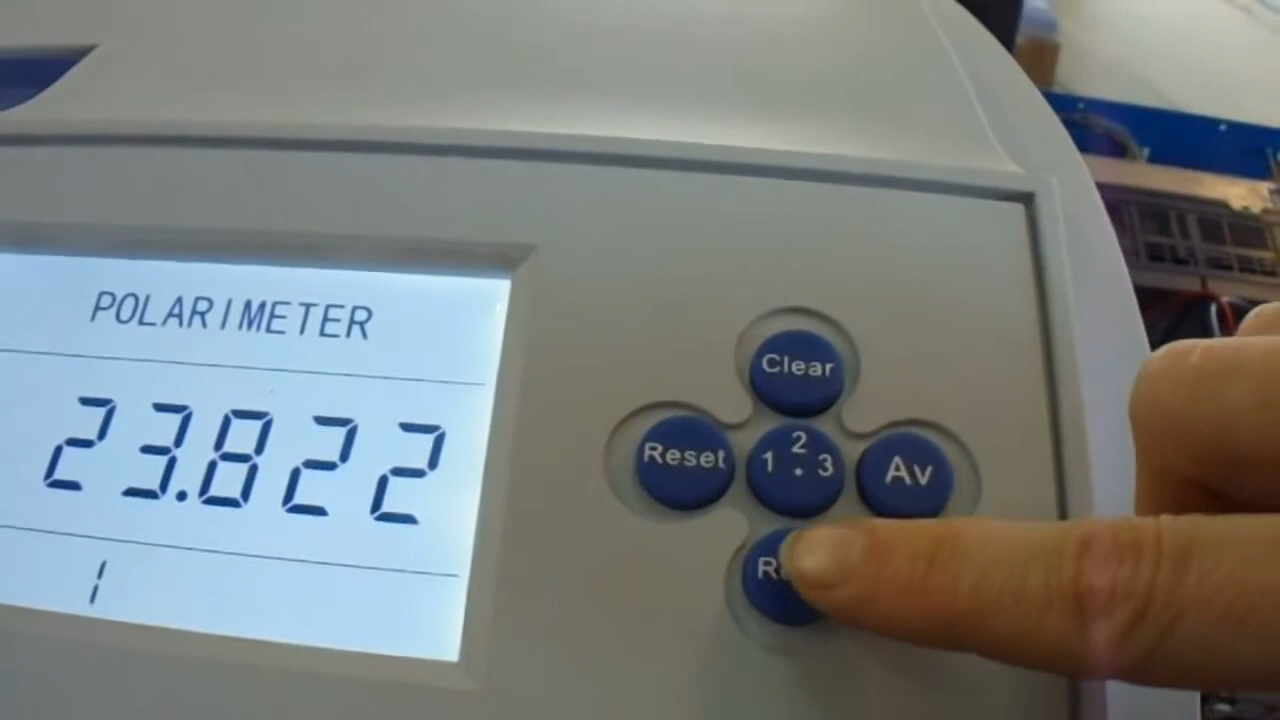 POLARIMETER
23.822
1
Clear
Reset
1 . 2 3
Av